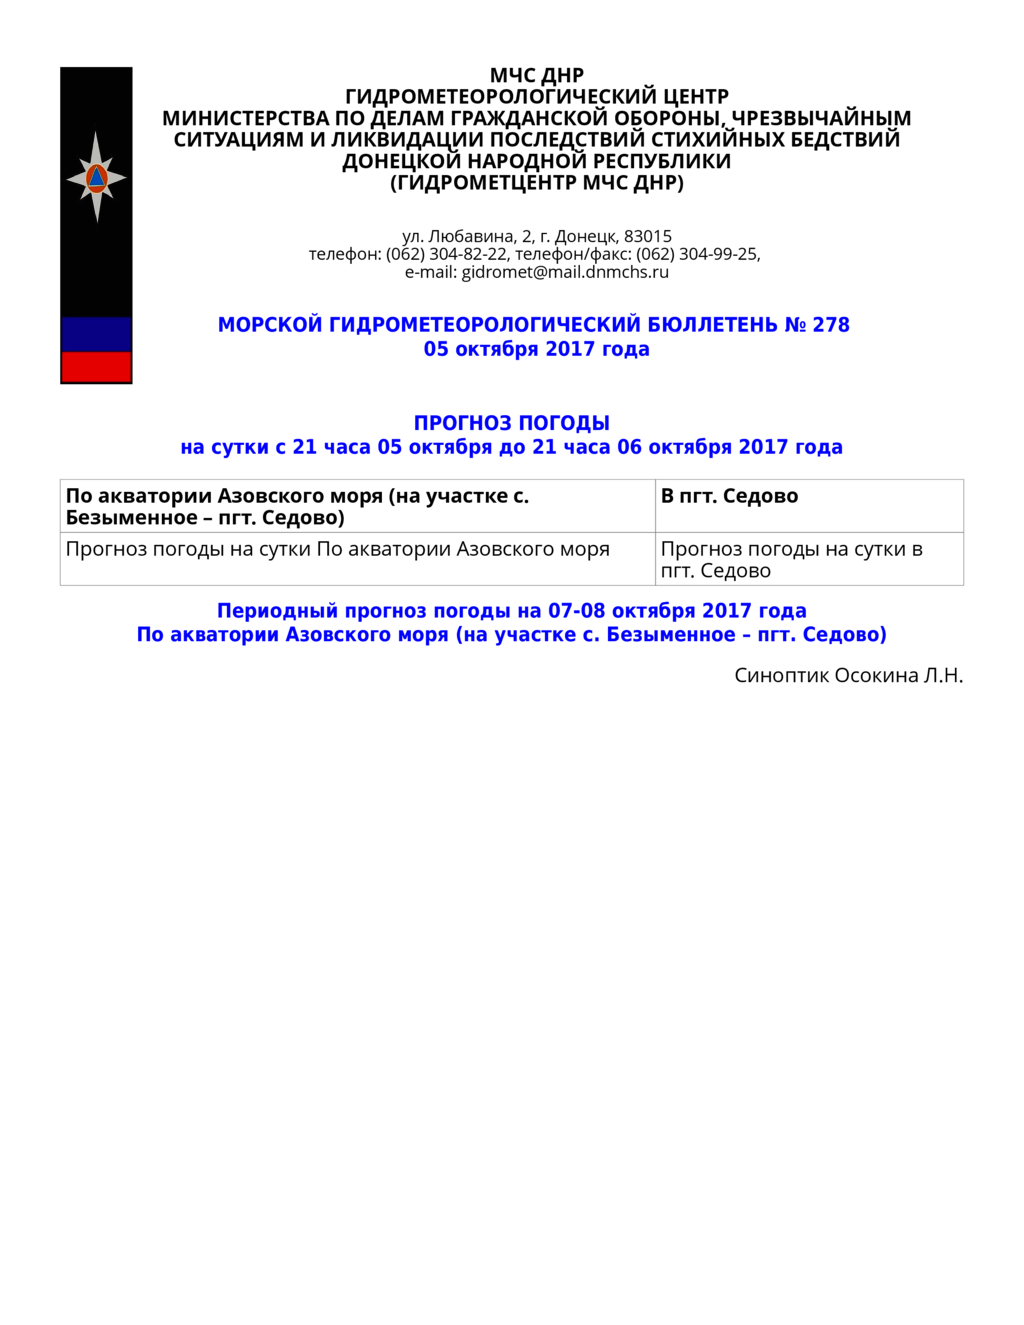 МЧС ДНР
ГИДРОМЕТЕОРОЛОГИЧЕСКИЙ ЦЕНТР
МИНИСТЕРСТВА ПО ДЕЛАМ ГРАЖДАНСКОЙ ОБОРОНЫ, ЧРЕЗВЫЧАЙНЫМ
СИТУАЦИЯМ И ЛИКВИДАЦИИ ПОСЛЕДСТВИЙ СТИХИЙНЫХ БЕДСТВИЙ
ДОНЕЦКОЙ НАРОДНОЙ РЕСПУБЛИКИ
(ГИДРОМЕТЦЕНТР МЧС ДНР)
ул. Любавина, 2, г. Донецк, 83015
телефон: (062) 304-82-22, телефон/факс: (062) 304-99-25,
e-mail: gidromet@mail.dnmchs.ru
МОРСКОЙ ГИДРОМЕТЕОРОЛОГИЧЕСКИЙ БЮЛЛЕТЕНЬ № 278
05 октября 2017 года
ПРОГНОЗ ПОГОДЫ
на сутки с 21 часа 05 октября до 21 часа 06 октября 2017 года
По акватории Азовского моря (на участке с.
Безыменное – пгт. Седово)
В пгт. Седово
Прогноз погоды на сутки По акватории Азовского моря
Прогноз погоды на сутки в
пгт. Седово
Периодный прогноз погоды на 07-08 октября 2017 года
По акватории Азовского моря (на участке с. Безыменное – пгт. Седово)
Синоптик Осокина Л.Н.